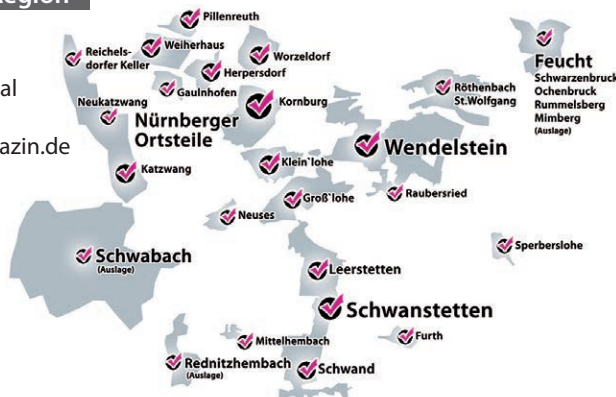 Region
al
azin.de
Pillenreuth
Reichels-
dorfer Keller
Weiherhaus
Worzeldorf
Herpersdorf
Gaulnhofen
Neukatzwang
Nürnberger
Ortsteile
Kornburg
Katzwang
Klein`lohe
Groß`lohe
Neuses
Wendelstein
Röthenbach
St.Wolfgang
Raubersried
Feucht
Schwarzenbruck
Ochenbruck
Rummelsberg
Mimberg
(Auslage)
Sperberslohe
Schwabach
(Auslage)
Leerstetten
Schwanstetten
Furth
Mittelhembach
Rednitzhembach
(Auslage)
Schwand